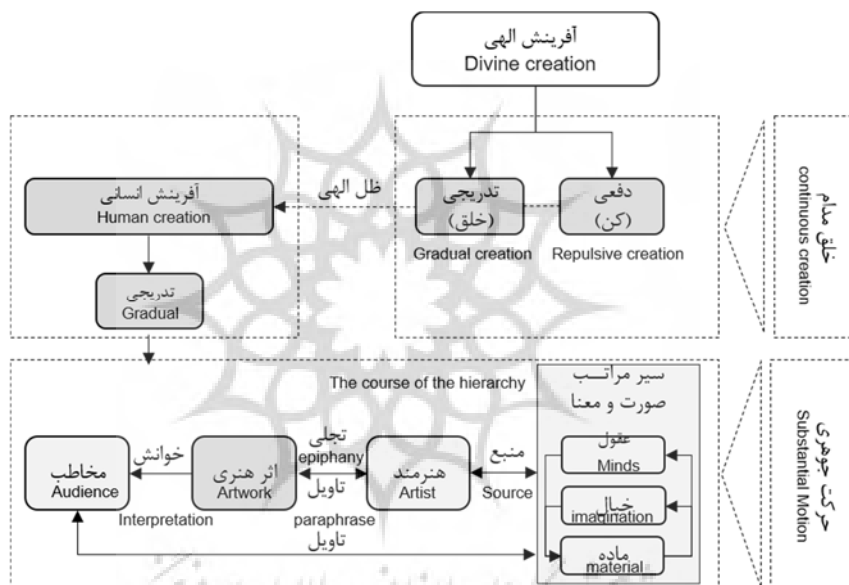 آفرینش الهی
Divine creation
آفرینش انسانی
Human creation
ظل الهی
تدریجی
(خلق)
Gradual creation
دفعی
(کن)
Repulsive creation
خلق مدام
continuous creation
تدریجی
Gradual
The course of the hierarchy
سیر مراتب
صورت و معنا
مخاطب
Audience
خوانش
Interpretation
اثر هنری
Artwork
تجلی
epiphany
تاویل
paraphrase
تاویل
هنرمند
Artist
منبع
Source
عقول
Minds
خیال
imagination
ماده
material
حرکت جوهری
Substantial Motion